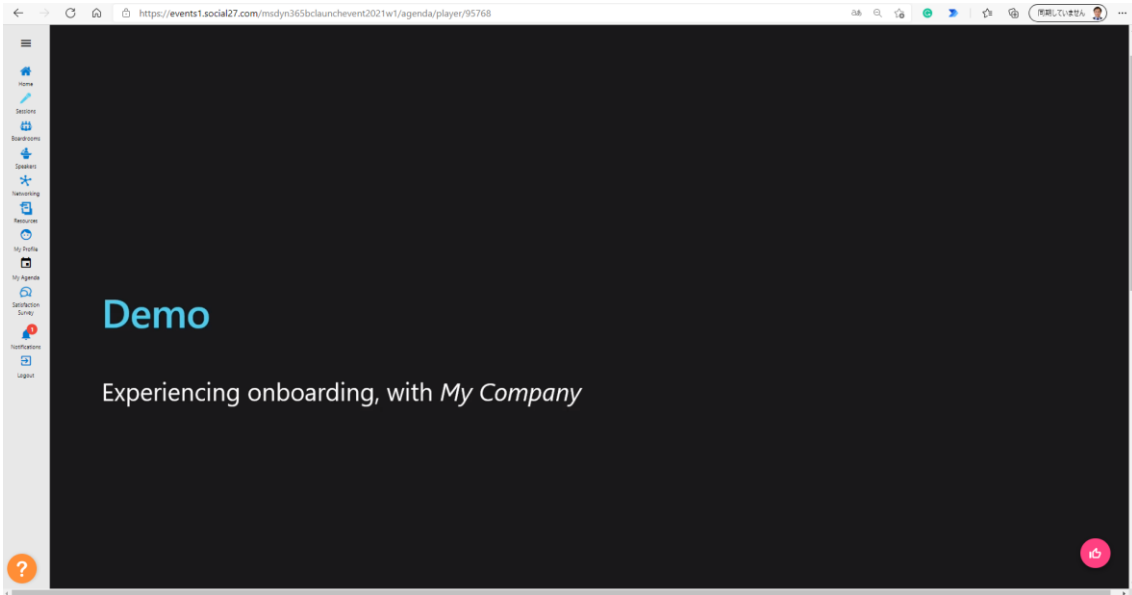 https://events1.social27.com/msdyn365bclaunchevent2021w1/agenda/player/95768
同期していません
Home
Sessions
Boardrooms
Speakers
Networking
Resources
My Profile
My Agenda
Satisfaction
Survey
1
Notifications
Logout
Demo
Experiencing onboarding, with My Company
?